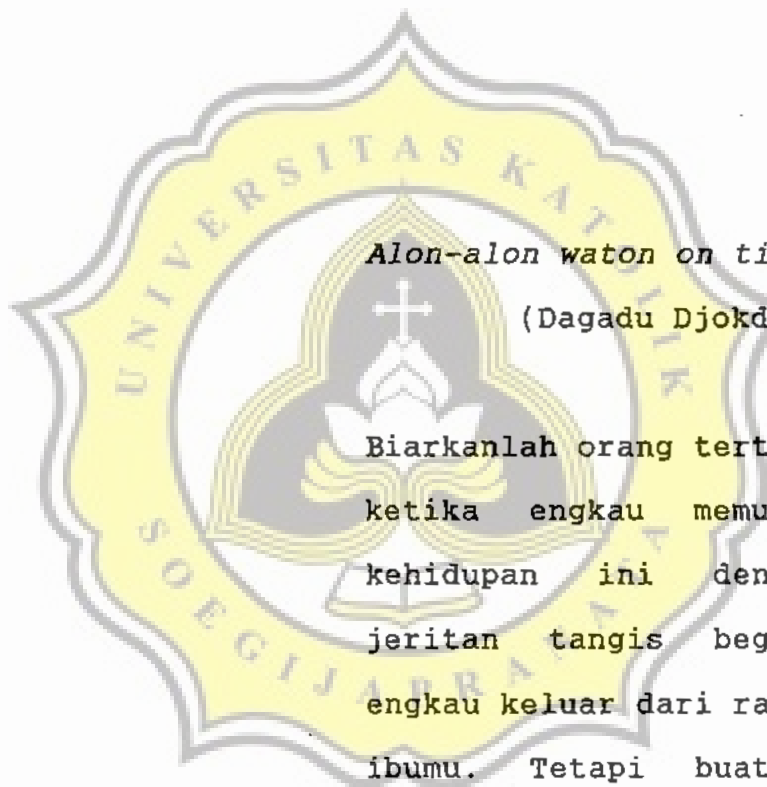 UNIVERSITAS KATOLIK
SOEGIJAPRANATA
Alon-alon waton on ti
(Dagadu Djokd
Biarkanlah orang tert
ketika engkau memu
kehidupan ini den
jeritan tangis beg
engkau keluar dari ra
ibumu. Tetapi buat